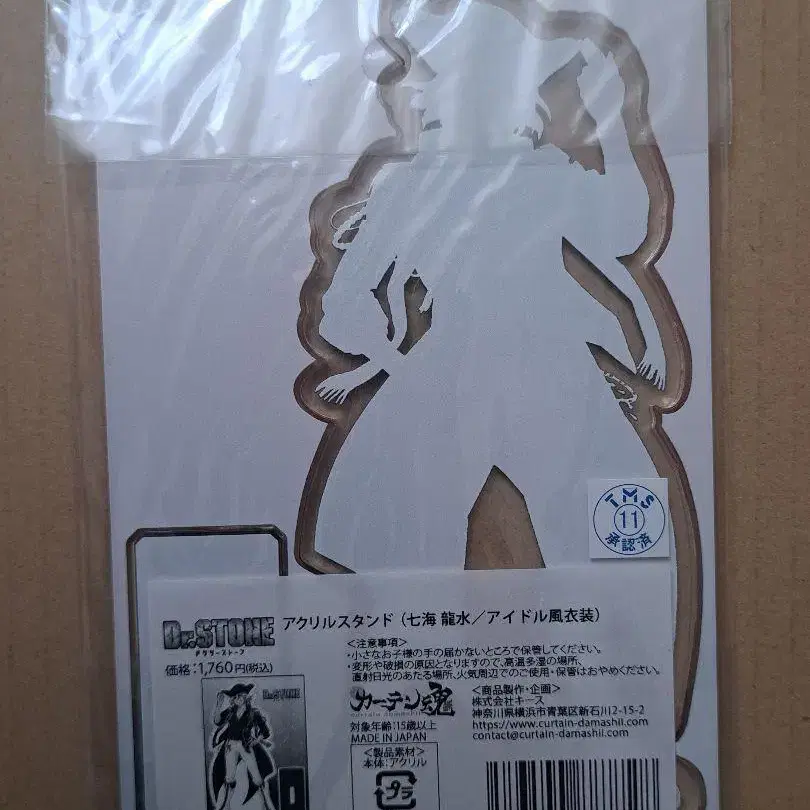 TMS
11
承認済
Dr.STONE
ドクターストーン
アクリルスタンド（七海 龍水／アイドル風衣装）
価格：1,760円(税込)
＜注意事項＞
・小さなお子様の手の届かないところで保管してください。
・変形や破損の原因となりますので、高温多湿の場所、
直射日光のあたる場所、火気周辺でのご使用・保管はおやめください。
Dr.STONE
カーテン魂
curtain damashii
対象年齢：15歳以上
MADE IN JAPAN
＜製品素材＞
本体：アクリル
プラ
＜商品製作・企画＞
株式会社キース
神奈川県横浜市青葉区新石川2-15-2
https://www.curtain-damashii.com
contact@curtain-damashii.com